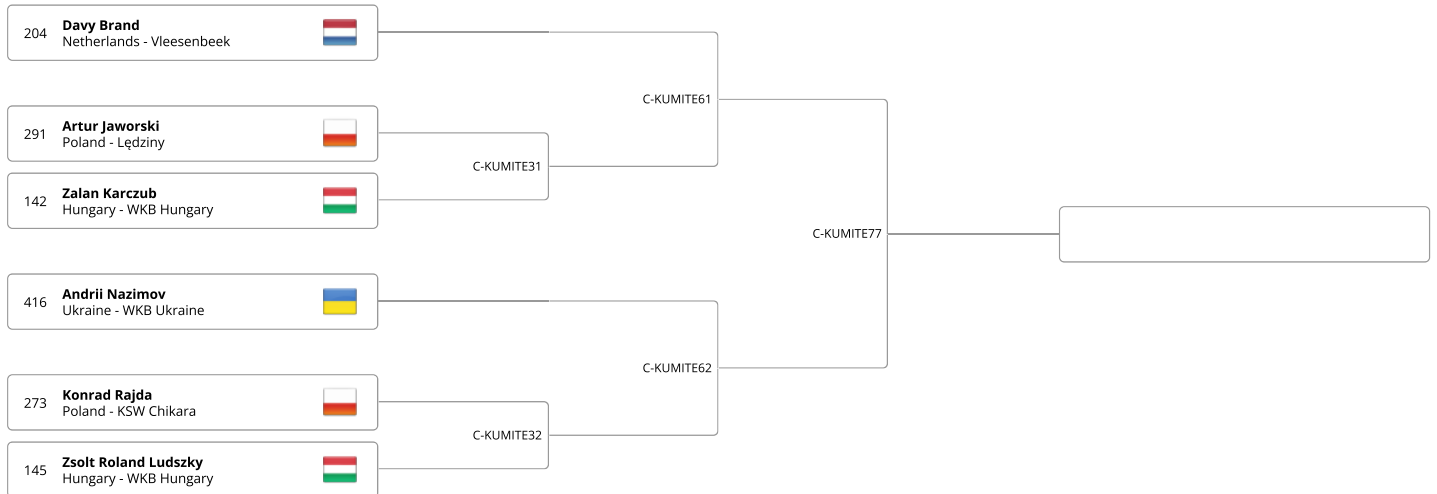 204
Davy Brand
Netherlands - Vleesenbeek
C-KUMITE61
291
Artur Jaworski
Poland - Lędziny
C-KUMITE31
142
Zalan Karczub
Hungary - WKB Hungary
C-KUMITE77
416
Andrii Nazimov
Ukraine - WKB Ukraine
C-KUMITE62
273
Konrad Rajda
Poland - KSW Chikara
C-KUMITE32
145
Zsolt Roland Ludszky
Hungary - WKB Hungary